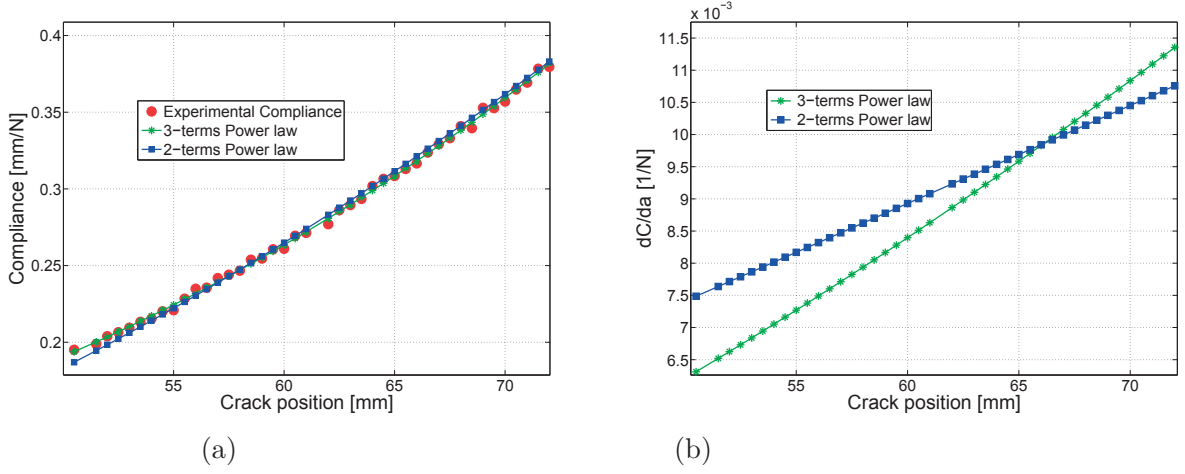 0.4
0.35
0.3
0.25
0.2
Compliance [mm/N]
Experimental Compliance
3−terms Power law
2−terms Power law
55
60
65
70
Crack position [mm]
(a)
x 10⁻³
11.5
11
10.5
10
9.5
9
8.5
8
7.5
7
6.5
dC/da [1/N]
3−terms Power law
2−terms Power law
55
60
65
70
Crack position [mm]
(b)